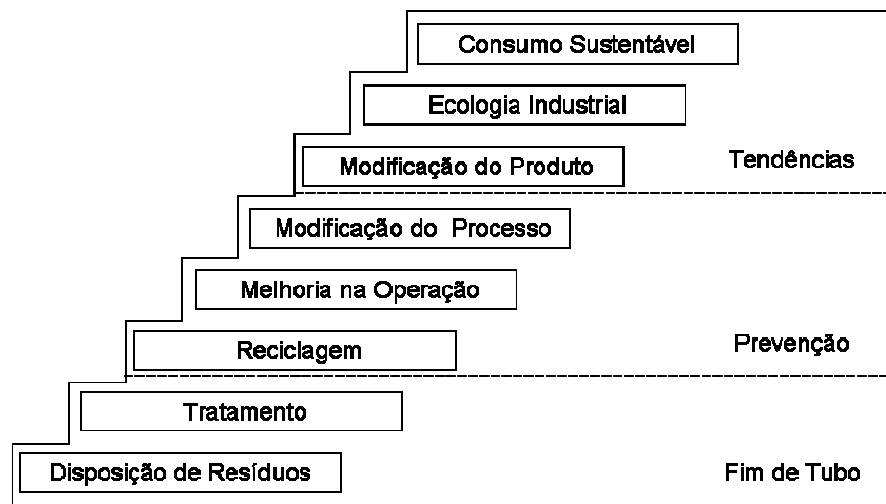 Consumo Sustentável
Ecologia Industrial
Modificação do Produto
Tendências
Modificação do Processo
Melhoria na Operação
Reciclagem
Prevenção
Tratamento
Disposição de Resíduos
Fim de Tubo